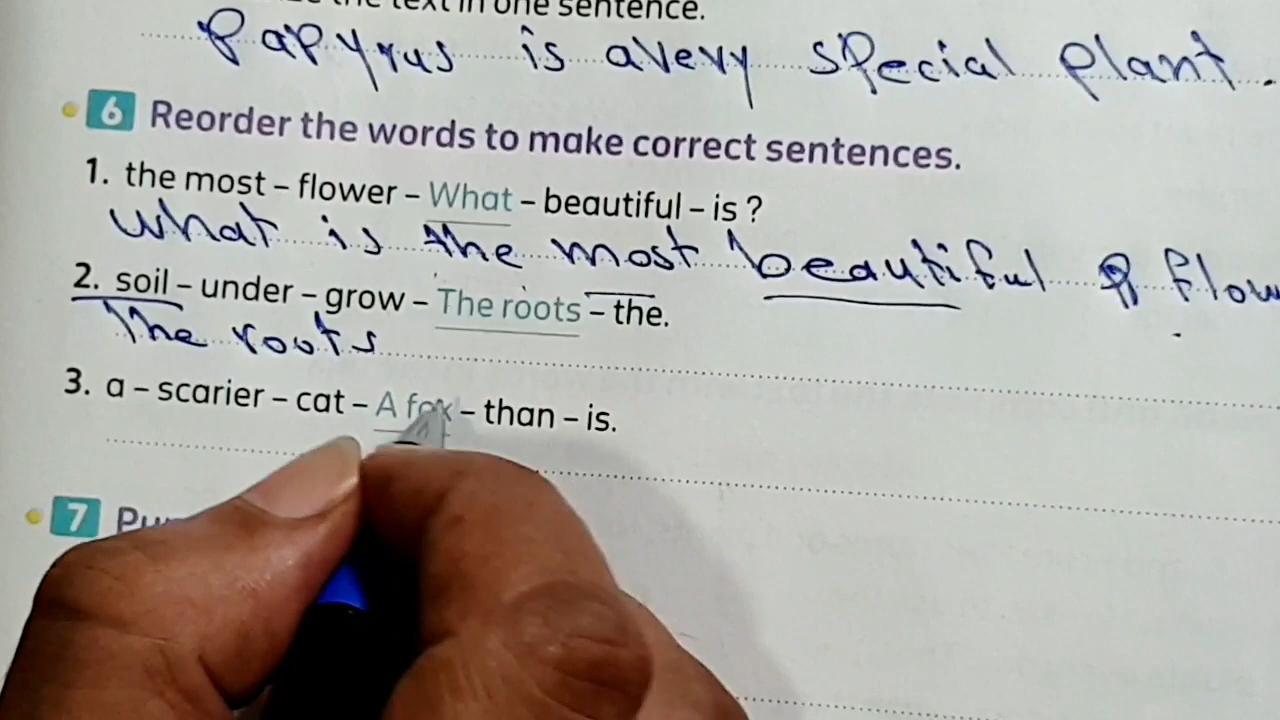 the text in one sentence.
Papyrus is a very special plant.
6 Reorder the words to make correct sentences.
1. the most – flower – What – beautiful – is ?
What is the most beautiful flow
2. soil – under – grow – The roots – the.
The roots
3. a – scarier – cat – A fox – than – is.
7